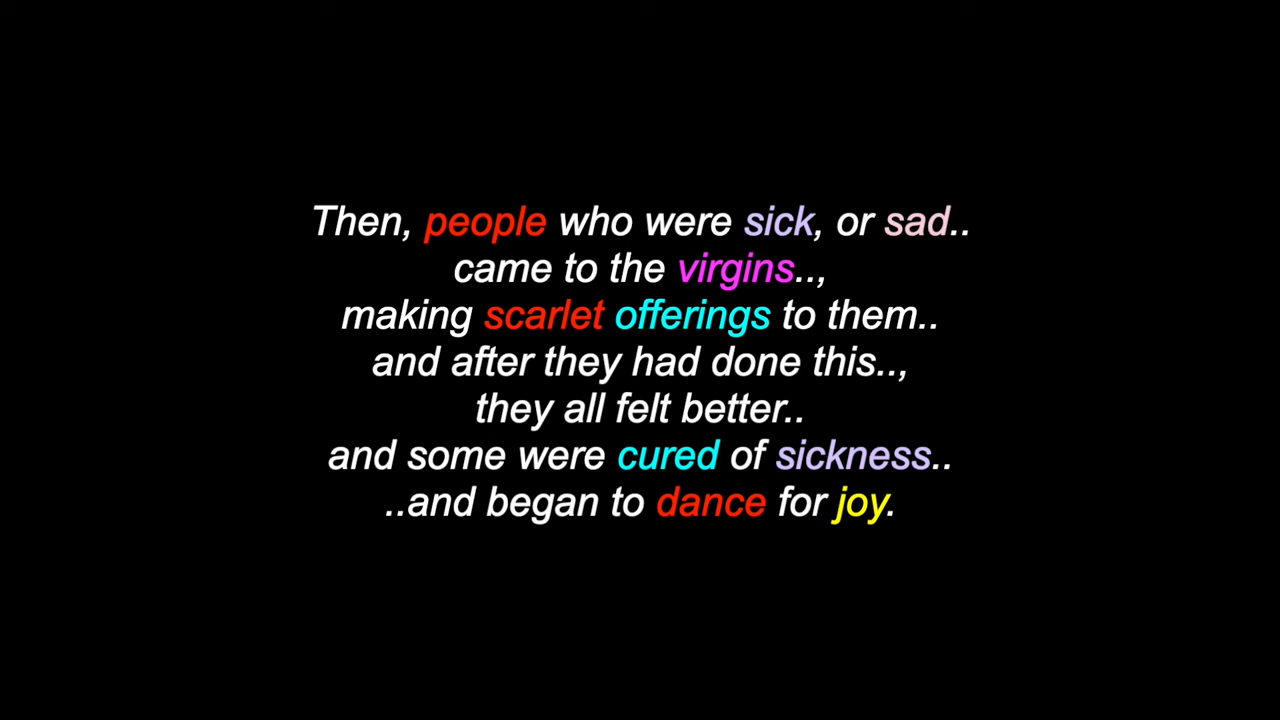 Then, people who were sick, or sad..
came to the virgins..,
making scarlet offerings to them..
and after they had done this..,
they all felt better..
and some were cured of sickness..
..and began to dance for joy.